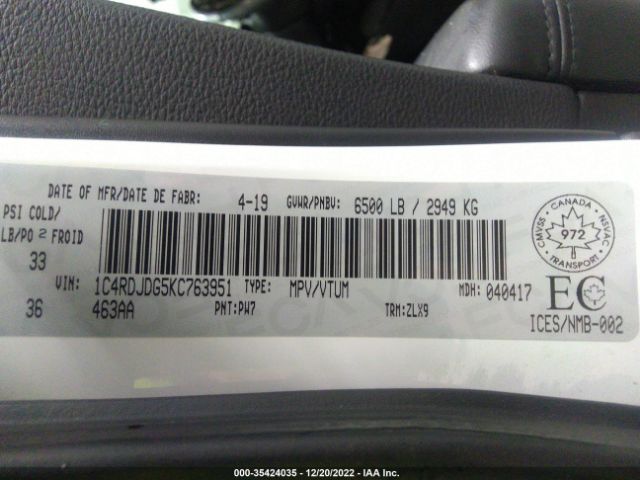 DATE OF MFR/DATE DE FABR: 4-19 GVWR/PNBV: 6500 LB / 2949 KG
PSI COLD/
LB/PO 2 FROID
33
36
VIN: 1C4RDJDG5KC763951 TYPE: MPV/VTUM MDH: 040417
463AA PNT:PW7 TRM:ZLX9
CANADA
CMVSS 972 NSVAC
TRANSPORT
EC
ICES/NMB-002
000-35424035 - 12/20/2022 - IAA Inc.